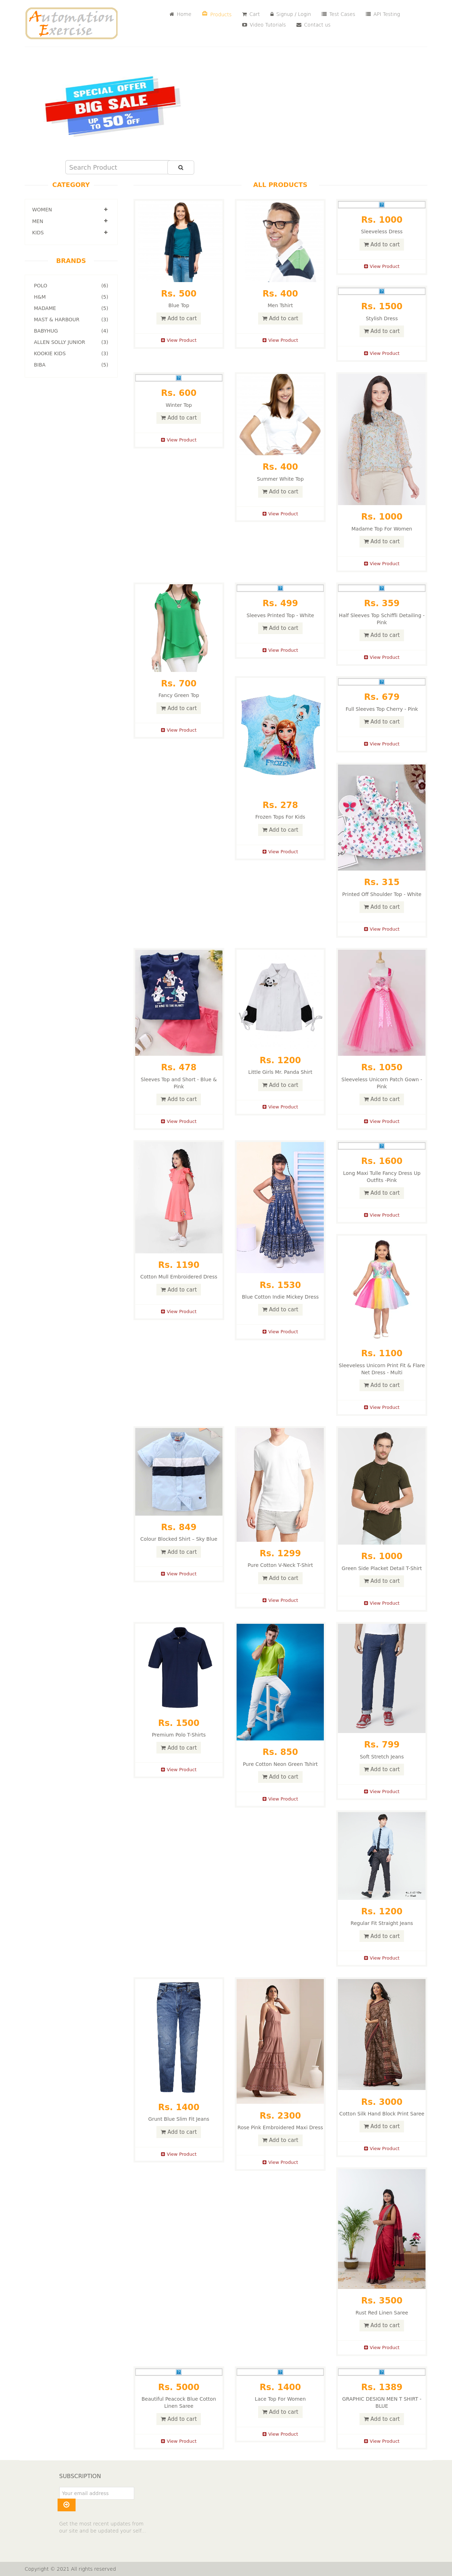 Automation
Exercise
Home
Products
Cart
Signup / Login
Test Cases
API Testing
Video Tutorials
Contact us
SPECIAL OFFER
BIG SALE
UP TO 50% OFF
Search Product
CATEGORY
WOMEN
MEN
KIDS
BRANDS
POLO (6)
H&M (5)
MADAME (5)
MAST & HARBOUR (3)
BABYHUG (4)
ALLEN SOLLY JUNIOR (3)
KOOKIE KIDS (3)
BIBA (5)
ALL PRODUCTS
Rs. 500
Blue Top
Add to cart
View Product
Rs. 400
Men Tshirt
Add to cart
View Product
Rs. 1000
Sleeveless Dress
Add to cart
View Product
Rs. 1500
Stylish Dress
Add to cart
View Product
Rs. 600
Winter Top
Add to cart
View Product
Rs. 400
Summer White Top
Add to cart
View Product
Rs. 1000
Madame Top For Women
Add to cart
View Product
Rs. 700
Fancy Green Top
Add to cart
View Product
Rs. 499
Sleeves Printed Top - White
Add to cart
View Product
Rs. 359
Half Sleeves Top Schiffli Detailing -
Pink
Add to cart
View Product
FROZEN
Rs. 278
Frozen Tops For Kids
Add to cart
View Product
Rs. 679
Full Sleeves Top Cherry - Pink
Add to cart
View Product
Rs. 315
Printed Off Shoulder Top - White
Add to cart
View Product
Rs. 478
Sleeves Top and Short - Blue &
Pink
Add to cart
View Product
Rs. 1200
Little Girls Mr. Panda Shirt
Add to cart
View Product
Rs. 1050
Sleeveless Unicorn Patch Gown -
Pink
Add to cart
View Product
Rs. 1190
Cotton Mull Embroidered Dress
Add to cart
View Product
Rs. 1530
Blue Cotton Indie Mickey Dress
Add to cart
View Product
Rs. 1600
Long Maxi Tulle Fancy Dress Up
Outfits -Pink
Add to cart
View Product
Rs. 1100
Sleeveless Unicorn Print Fit & Flare
Net Dress - Multi
Add to cart
View Product
Rs. 849
Colour Blocked Shirt – Sky Blue
Add to cart
View Product
Rs. 1299
Pure Cotton V-Neck T-Shirt
Add to cart
View Product
Rs. 1000
Green Side Placket Detail T-Shirt
Add to cart
View Product
Rs. 1500
Premium Polo T-Shirts
Add to cart
View Product
Rs. 850
Pure Cotton Neon Green Tshirt
Add to cart
View Product
Rs. 799
Soft Stretch Jeans
Add to cart
View Product
Rs. 1200
Regular Fit Straight Jeans
Add to cart
View Product
Rs. 1400
Grunt Blue Slim Fit Jeans
Add to cart
View Product
Rs. 2300
Rose Pink Embroidered Maxi Dress
Add to cart
View Product
Rs. 3000
Cotton Silk Hand Block Print Saree
Add to cart
View Product
Rs. 3500
Rust Red Linen Saree
Add to cart
View Product
Rs. 5000
Beautiful Peacock Blue Cotton
Linen Saree
Add to cart
View Product
Rs. 1400
Lace Top For Women
Add to cart
View Product
Rs. 1389
GRAPHIC DESIGN MEN T SHIRT -
BLUE
Add to cart
View Product
SUBSCRIPTION
Your email address
Get the most recent updates from
our site and be updated your self...
Copyright © 2021 All rights reserved